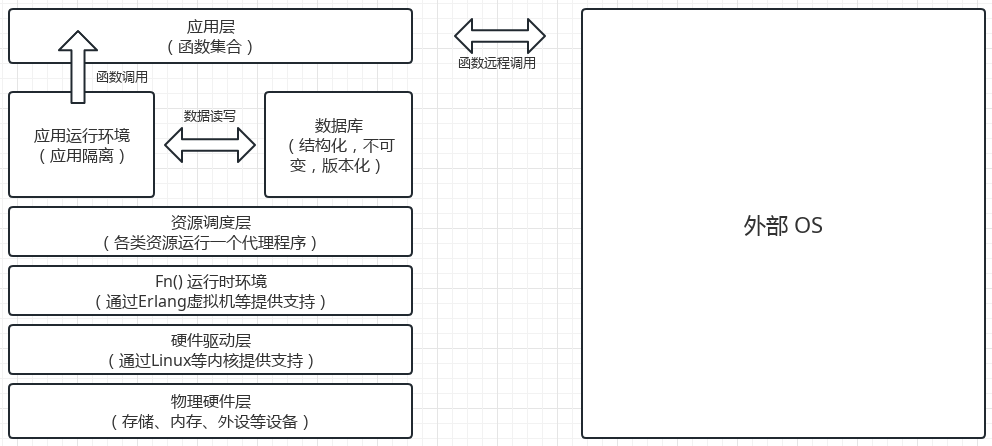 应用层
（函数集合）
函数调用
应用运行环境
（应用隔离）
数据读写
数据库
（结构化，不可
变，版本化）
资源调度层
（各类资源运行一个代理程序）
Fn() 运行时环境
（通过Erlang虚拟机等提供支持）
硬件驱动层
（通过Linux等内核提供支持）
物理硬件层
（存储、内存、外设等设备）
函数远程调用
外部 OS